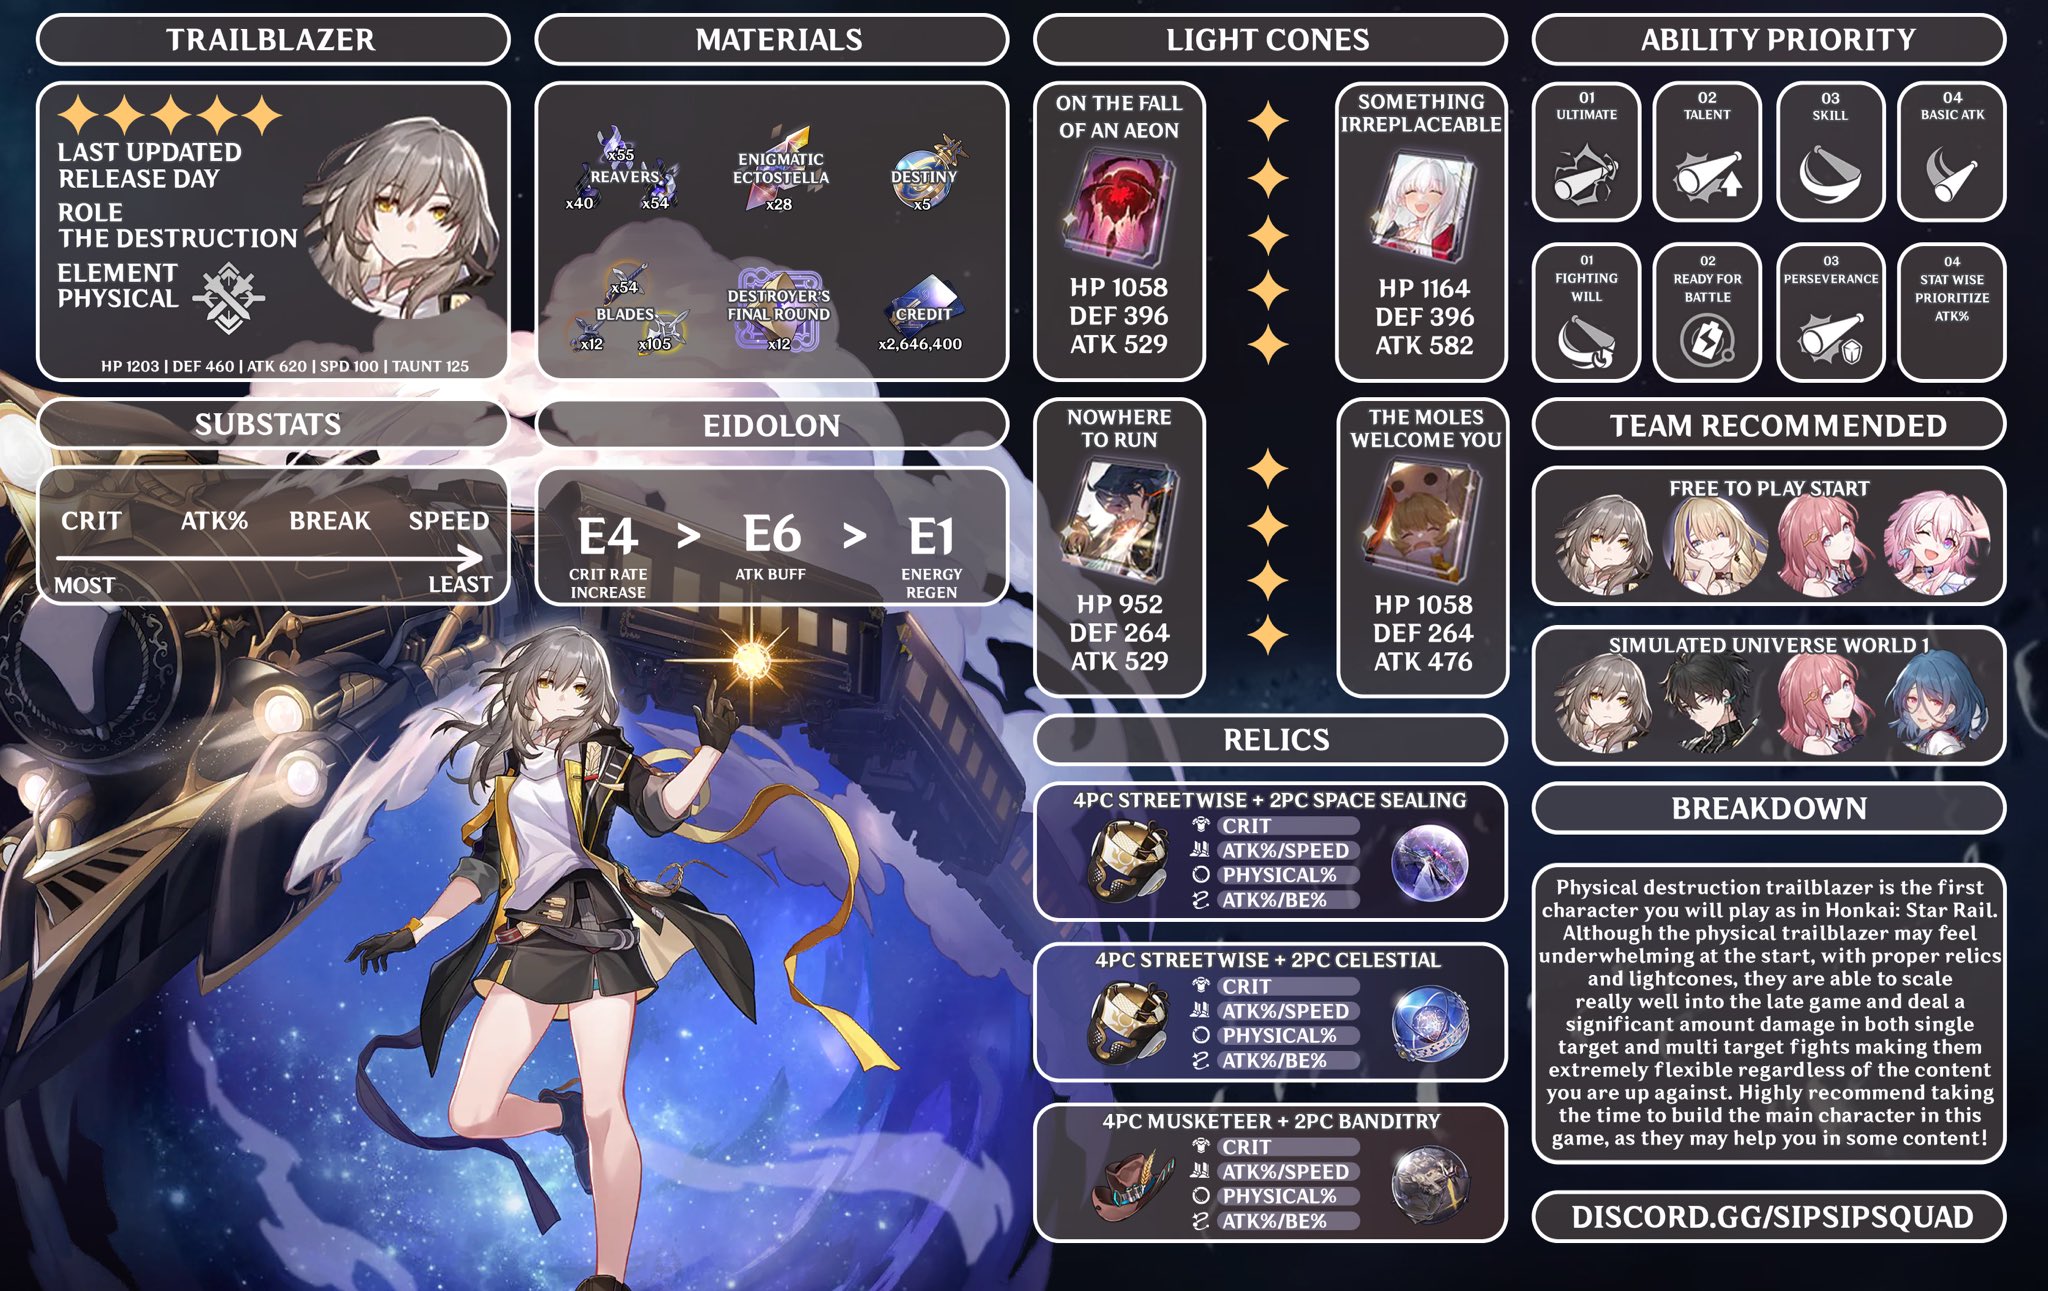 TRAILBLAZER
LAST UPDATED
RELEASE DAY
ROLE
THE DESTRUCTION
ELEMENT
PHYSICAL
HP 1203 | DEF 460 | ATK 620 | SPD 100 | TAUNT 125
SUBSTATS
CRIT ATK% BREAK SPEED
MOST LEAST
MATERIALS
x55
REAVERS
x40 x54
ENIGMATIC
ECTOSTELLA
x28
DESTINY
x5
x54
BLADES
x12 x105
DESTROYER'S
FINAL ROUND
x12
CREDIT
x2,646,400
EIDOLON
E4 > E6 > E1
CRIT RATE
INCREASE
ATK BUFF
ENERGY
REGEN
LIGHT CONES
ON THE FALL
OF AN AEON
HP 1058
DEF 396
ATK 529
SOMETHING
IRREPLACEABLE
HP 1164
DEF 396
ATK 582
NOWHERE
TO RUN
HP 952
DEF 264
ATK 529
THE MOLES
WELCOME YOU
HP 1058
DEF 264
ATK 476
RELICS
4PC STREETWISE + 2PC SPACE SEALING
CRIT
ATK%/SPEED
PHYSICAL%
ATK%/BE%
4PC STREETWISE + 2PC CELESTIAL
CRIT
ATK%/SPEED
PHYSICAL%
ATK%/BE%
4PC MUSKETEER + 2PC BANDITRY
CRIT
ATK%/SPEED
PHYSICAL%
ATK%/BE%
ABILITY PRIORITY
01
ULTIMATE
02
TALENT
03
SKILL
04
BASIC ATK
01
FIGHTING
WILL
02
READY FOR
BATTLE
03
PERSEVERANCE
04
STAT WISE
PRIORITIZE
ATK%
TEAM RECOMMENDED
FREE TO PLAY START
SIMULATED UNIVERSE WORLD 1
BREAKDOWN
Physical destruction trailblazer is the first
character you will play as in Honkai: Star Rail.
Although the physical trailblazer may feel
underwhelming at the start, with proper relics
and lightcones, they are able to scale
really well into the late game and deal a
significant amount damage in both single
target and multi target fights making them
extremely flexible regardless of the content
you are up against. Highly recommend taking
the time to build the main character in this
game, as they may help you in some content!
DISCORD.GG/SIPSIPSQUAD